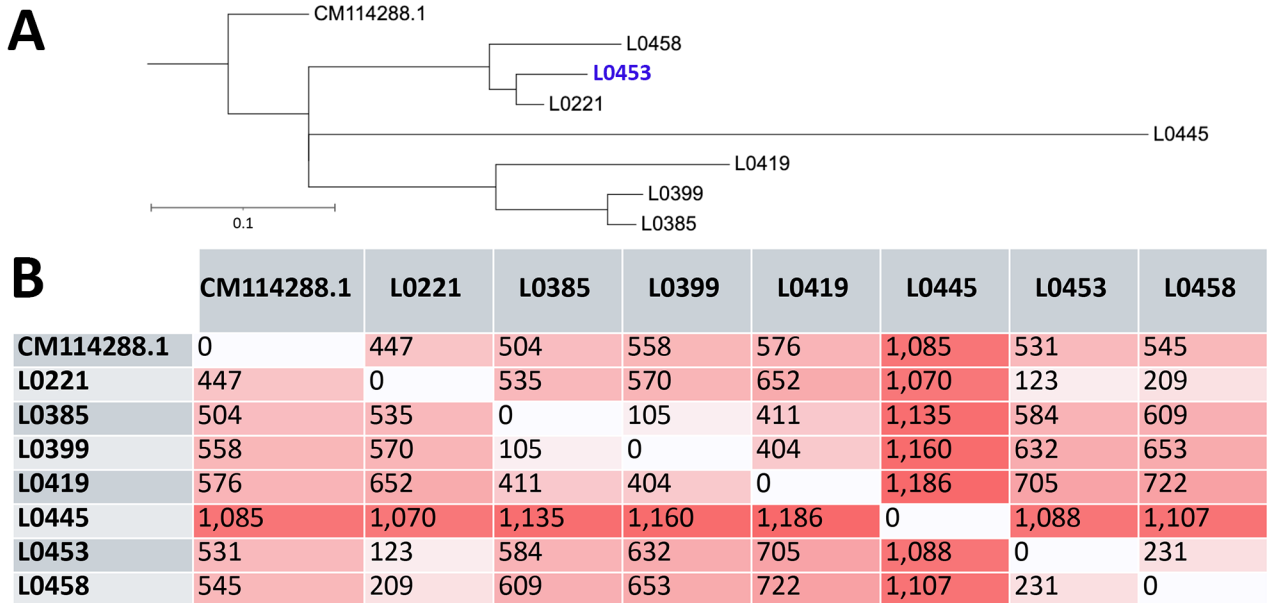 A
CM114288.1
L0458
L0453
L0221
L0445
L0419
L0399
L0385
0.1
B
CM114288.1 L0221 L0385 L0399 L0419 L0445 L0453 L0458
CM114288.1 0 447 504 558 576 1,085 531 545
L0221 447 0 535 570 652 1,070 123 209
L0385 504 535 0 105 411 1,135 584 609
L0399 558 570 105 0 404 1,160 632 653
L0419 576 652 411 404 0 1,186 705 722
L0445 1,085 1,070 1,135 1,160 1,186 0 1,088 1,107
L0453 531 123 584 632 705 1,088 0 231
L0458 545 209 609 653 722 1,107 231 0